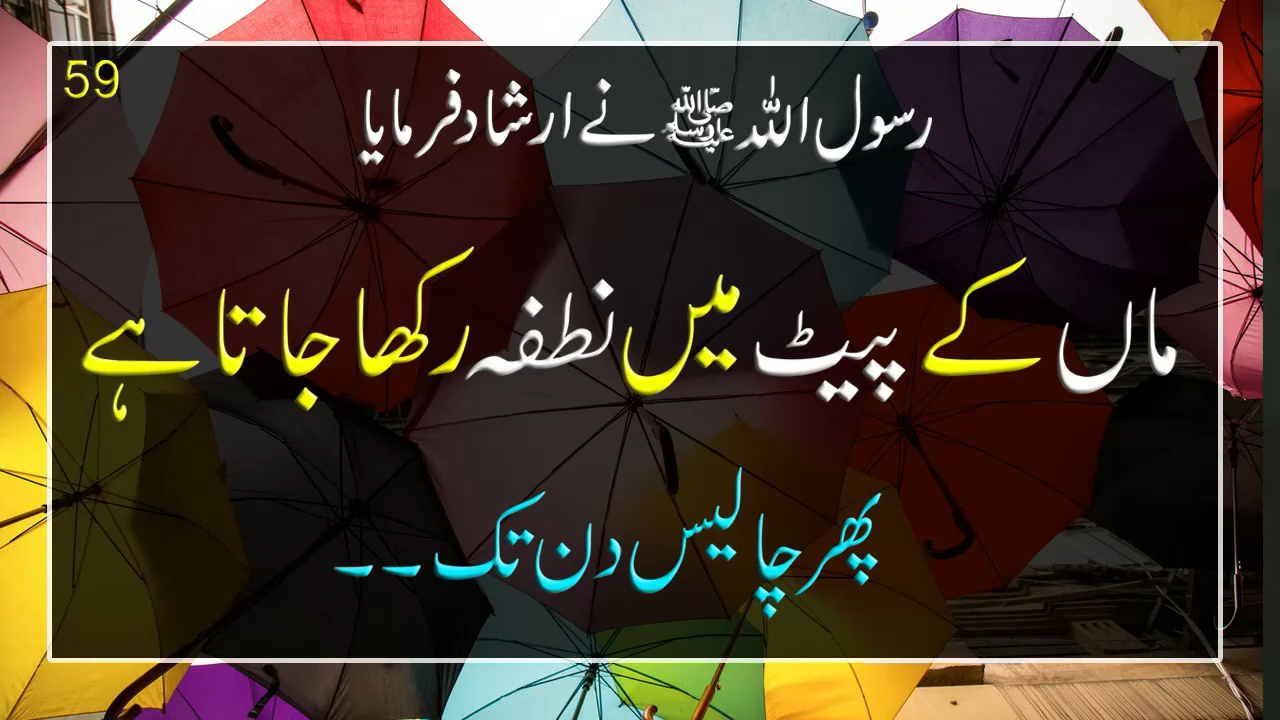 59
رسول اللہ ﷺ نے ارشاد فرمایا
ماں کے پیٹ میں نطفہ رکھا جاتا ہے
پھر چالیس دن تک ۔۔